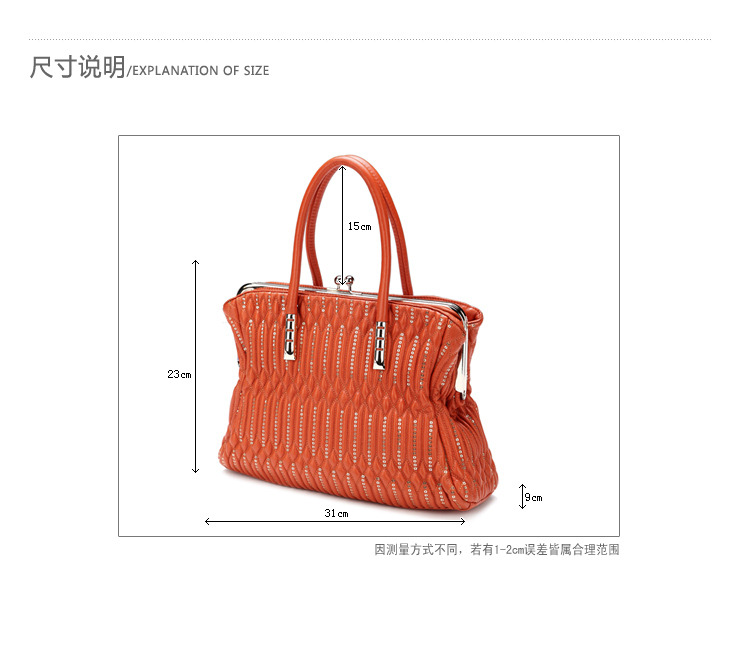 尺寸说明/EXPLANATION OF SIZE
15cm
23cm
9cm
31cm
因测量方式不同，若有1-2cm误差皆属合理范围